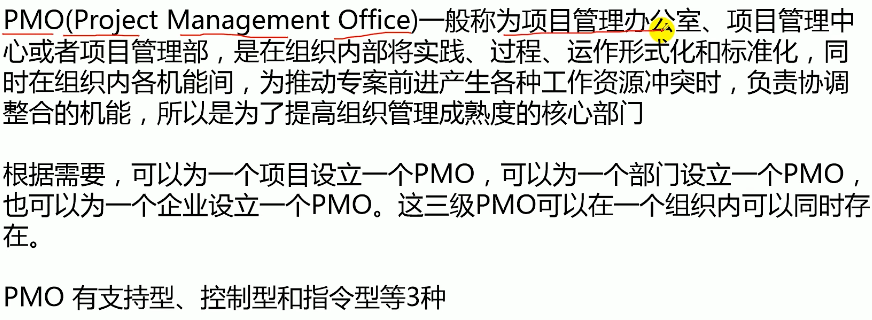 PMO(Project Management Office)一般称为项目管理办公室、项目管理中
心或者项目管理部，是在组织内部将实践、过程、运作形式化和标准化，同
时在组织内各机能间，为推动专案前进产生各种工作资源冲突时，负责协调
整合的机能，所以是为了提高组织管理成熟度的核心部门
根据需要，可以为一个项目设立一个PMO，可以为一个部门设立一个PMO，
也可以为一个企业设立一个PMO。这三级PMO可以在一个组织内可以同时存
在。
PMO 有支持型、控制型和指令型等3种